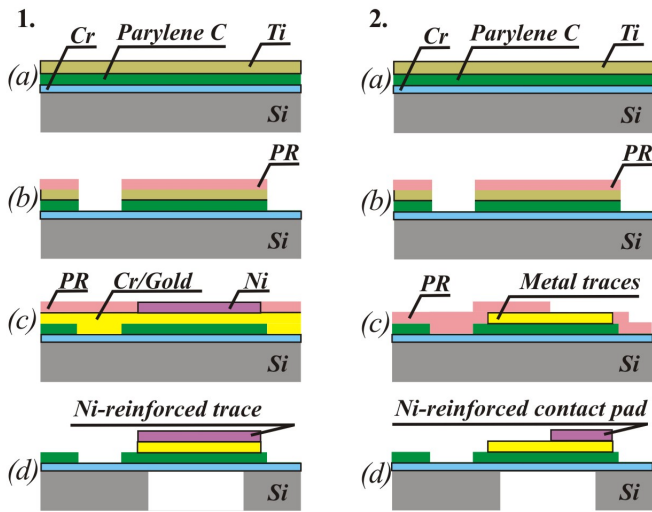 1.
Cr Parylene C Ti
(a)
Si
PR
(b)
Si
PR Cr/Gold Ni
(c)
Si
Ni-reinforced trace
(d)
Si
2.
Cr Parylene C Ti
(a)
Si
PR
(b)
Si
PR Metal traces
(c)
Si
Ni-reinforced contact pad
(d)
Si